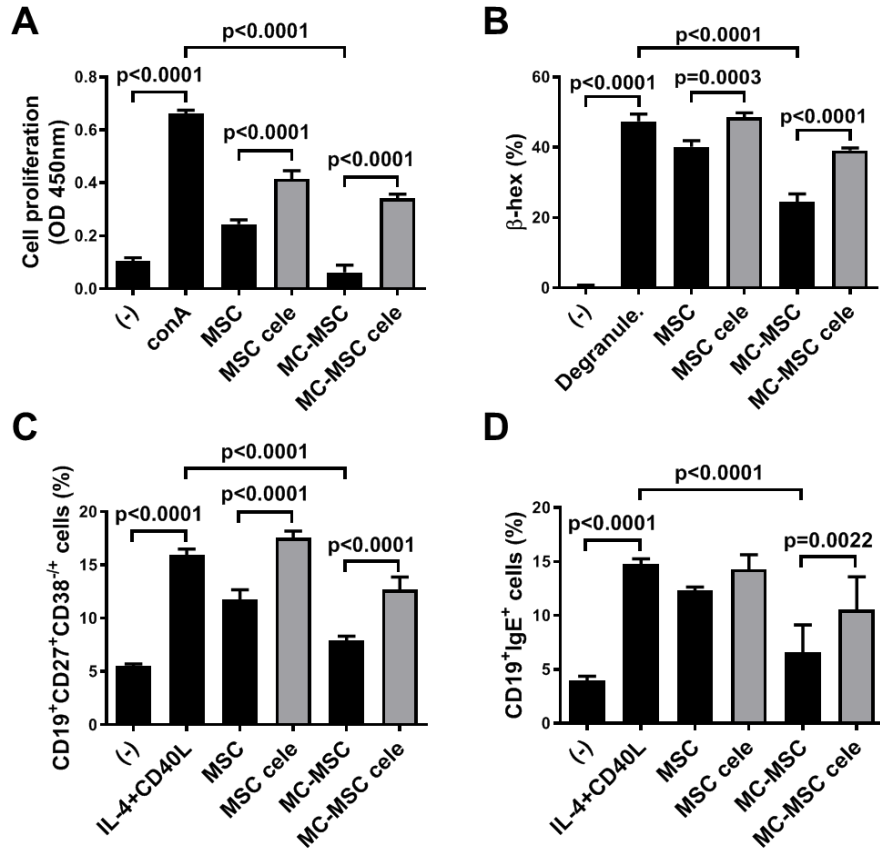 A
p<0.0001
p<0.0001
p<0.0001
p<0.0001
Cell proliferation
(OD 450nm)
0.8
0.6
0.4
0.2
0.0
(-)
conA
MSC
MSC cele
MC-MSC
MC-MSC cele
B
p<0.0001
p<0.0001
p=0.0003
p<0.0001
β-hex (%)
60
40
20
0
(-)
Degranule.
MSC
MSC cele
MC-MSC
MC-MSC cele
C
p<0.0001
p<0.0001
p<0.0001
p<0.0001
CD19⁺CD27⁺CD38⁻/⁺ cells (%)
20
15
10
5
0
(-)
IL-4+CD40L
MSC
MSC cele
MC-MSC
MC-MSC cele
D
p<0.0001
p<0.0001
p=0.0022
CD19⁺IgE⁺ cells (%)
20
15
10
5
0
(-)
IL-4+CD40L
MSC
MSC cele
MC-MSC
MC-MSC cele